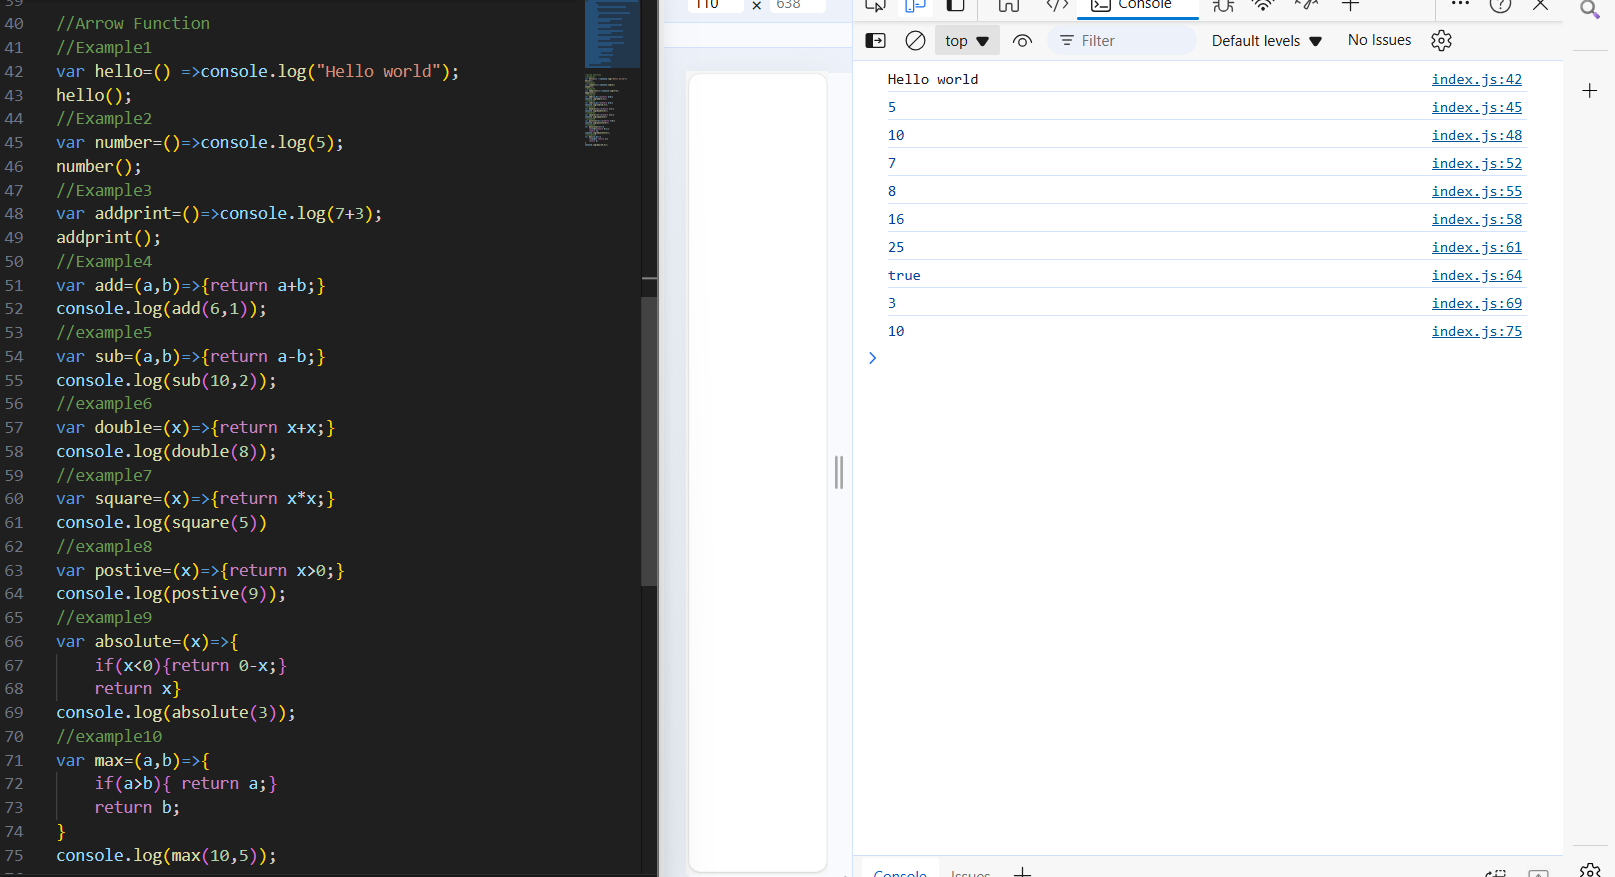 39
40 //Arrow Function
41 //Example1
42 var hello=() =>console.log("Hello world");
43 hello();
44 //Example2
45 var number=()=>console.log(5);
46 number();
47 //Example3
48 var addprint=()=>console.log(7+3);
49 addprint();
50 //Example4
51 var add=(a,b)=>{return a+b;}
52 console.log(add(6,1));
53 //example5
54 var sub=(a,b)=>{return a-b;}
55 console.log(sub(10,2));
56 //example6
57 var double=(x)=>{return x+x;}
58 console.log(double(8));
59 //example7
60 var square=(x)=>{return x*x;}
61 console.log(square(5))
62 //example8
63 var postive=(x)=>{return x>0;}
64 console.log(postive(9));
65 //example9
66 var absolute=(x)=>{
67 if(x<0){return 0-x;}
68 return x}
69 console.log(absolute(3));
70 //example10
71 var max=(a,b)=>{
72 if(a>b){ return a;}
73 return b;
74 }
75 console.log(max(10,5));
110 × 638
Console
top Filter Default levels No Issues
Hello world index.js:42
5 index.js:45
10 index.js:48
7 index.js:52
8 index.js:55
16 index.js:58
25 index.js:61
true index.js:64
3 index.js:69
10 index.js:75
Console Issues